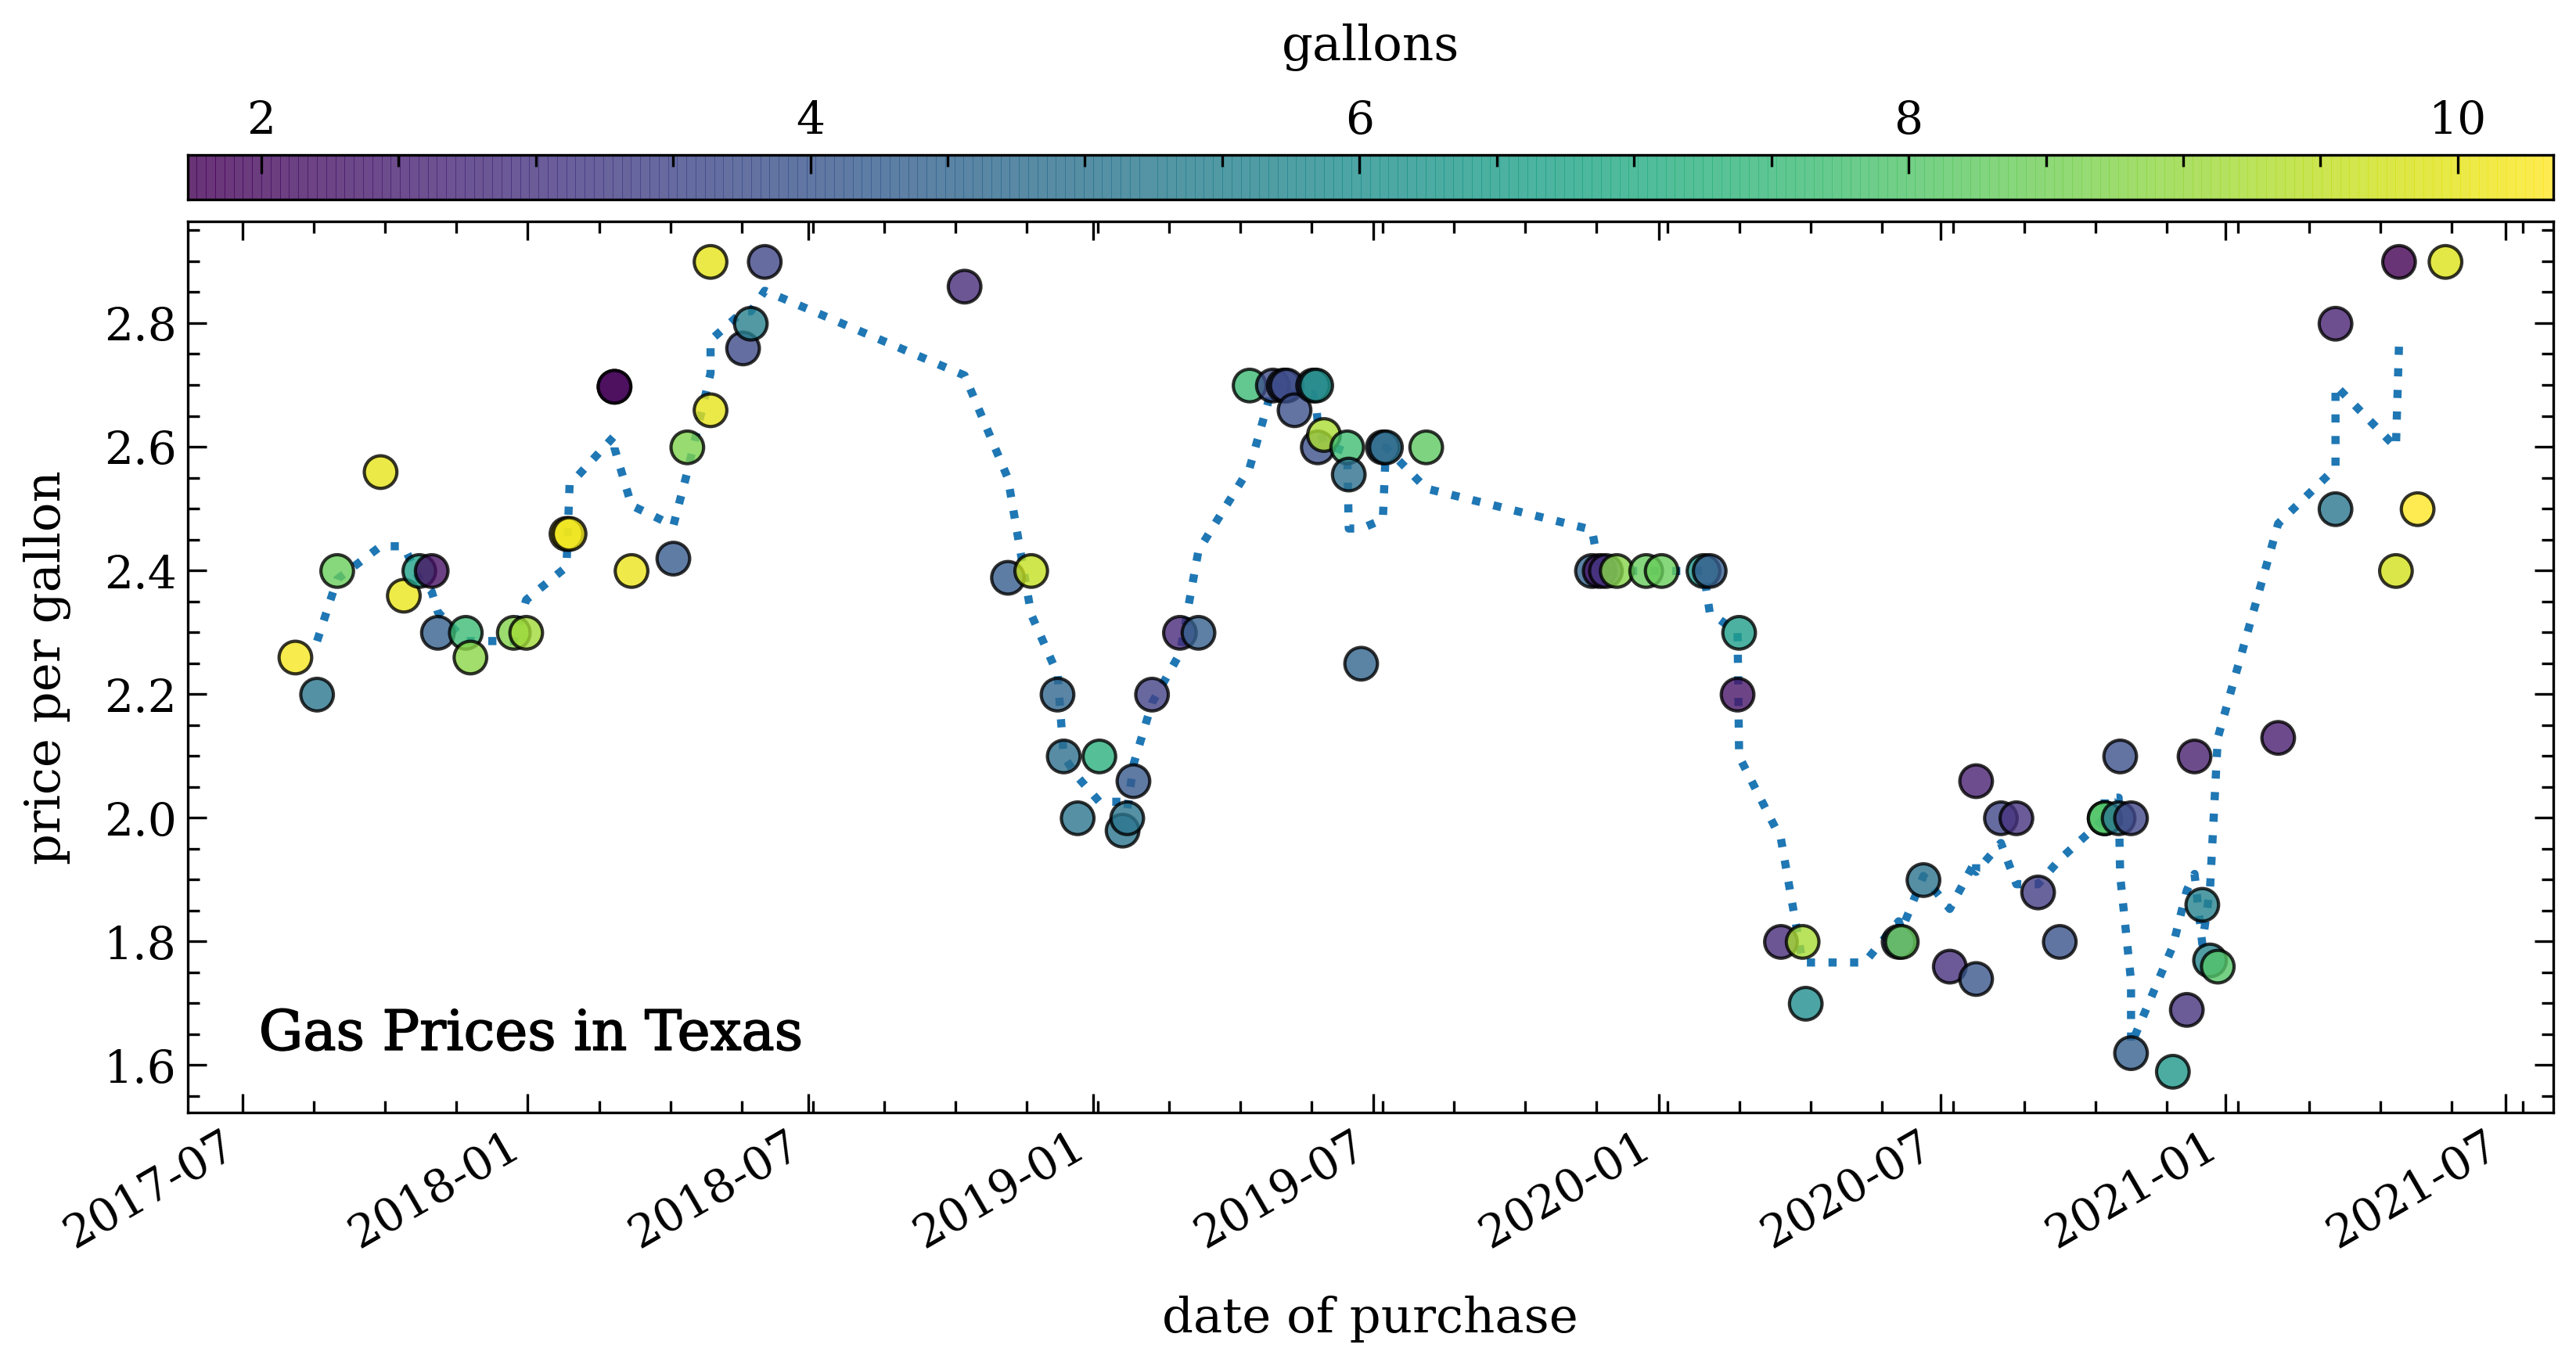 gallons
2 4 6 8 10
price per gallon
2.8
2.6
2.4
2.2
2.0
1.8
1.6
Gas Prices in Texas
2017-07 2018-01 2018-07 2019-01 2019-07 2020-01 2020-07 2021-01 2021-07
date of purchase